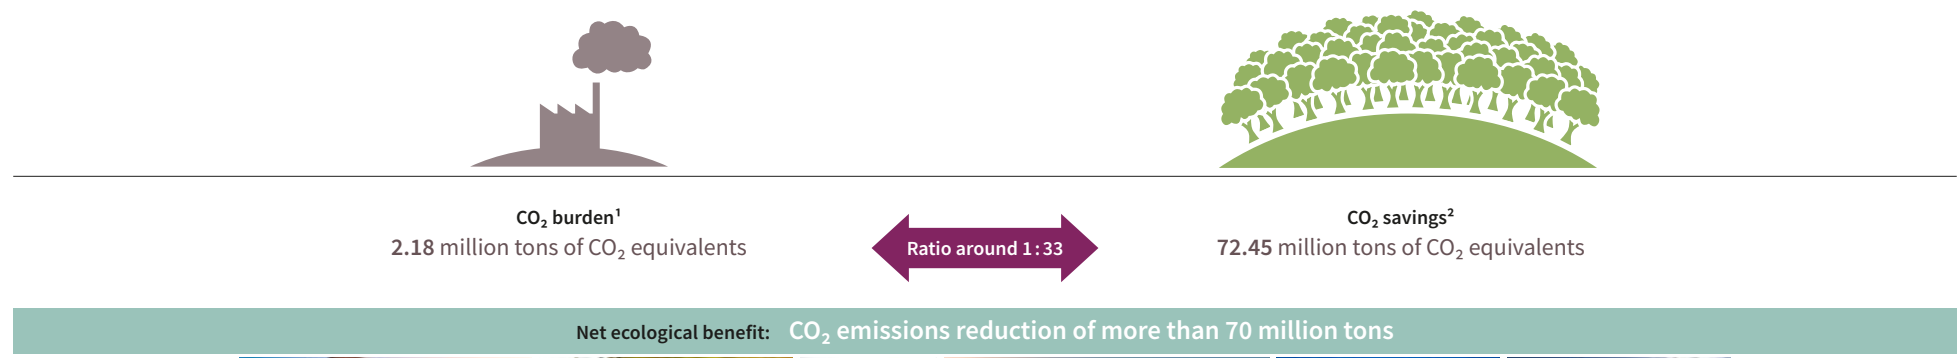 CO₂ burden¹
2.18 million tons of CO₂ equivalents
Ratio around 1:33
CO₂ savings²
72.45 million tons of CO₂ equivalents
Net ecological benefit: CO₂ emissions reduction of more than 70 million tons